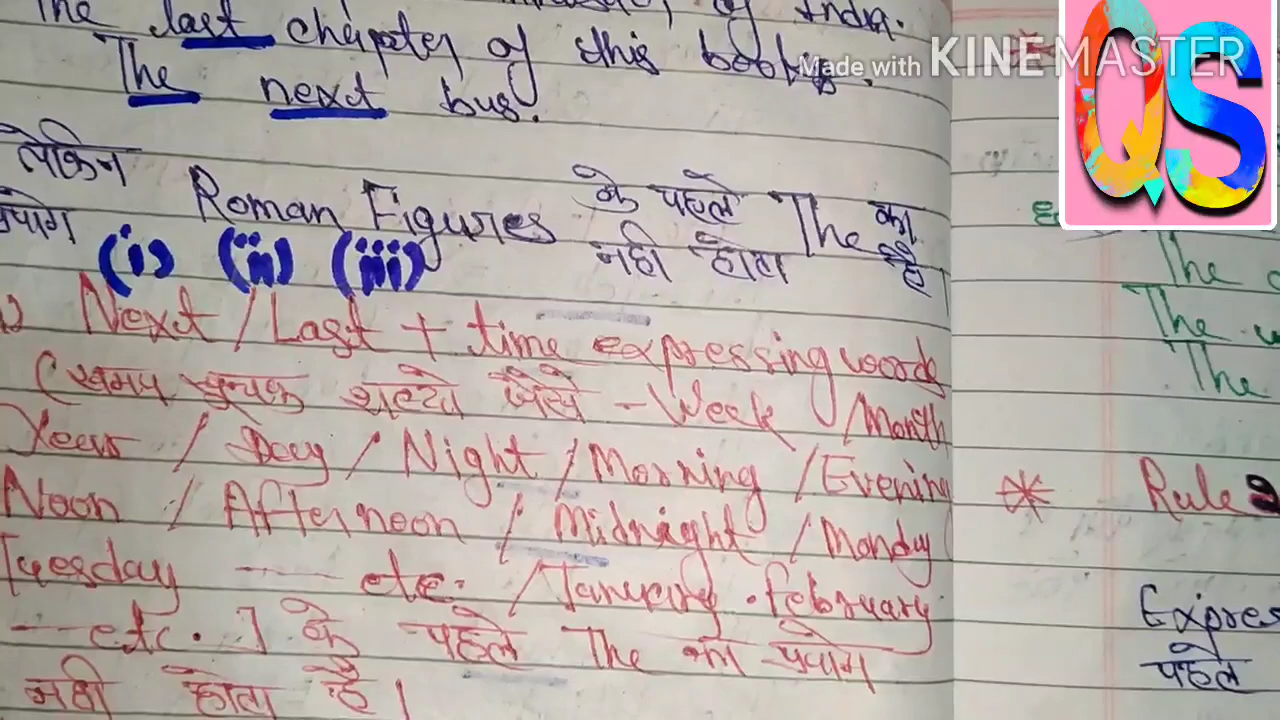 The last chapter of this book.
The next bus.
लेकिन Roman Figures के पहले The का
नही होता है
(i) (ii) (iii)
Next / Last + time expressing words
(समय सूचक शब्दो जैसे - Week / Month
Year / Day / Night / Morning / Evening
Noon / Afternoon / Midnight / Monday
Tuesday ---- etc. / January. february
---- etc. ] के पहले The का प्रयोग
नही होता है।
The
The
The
* Rule
Expres
पहले
Made with KINEMASTER
QS